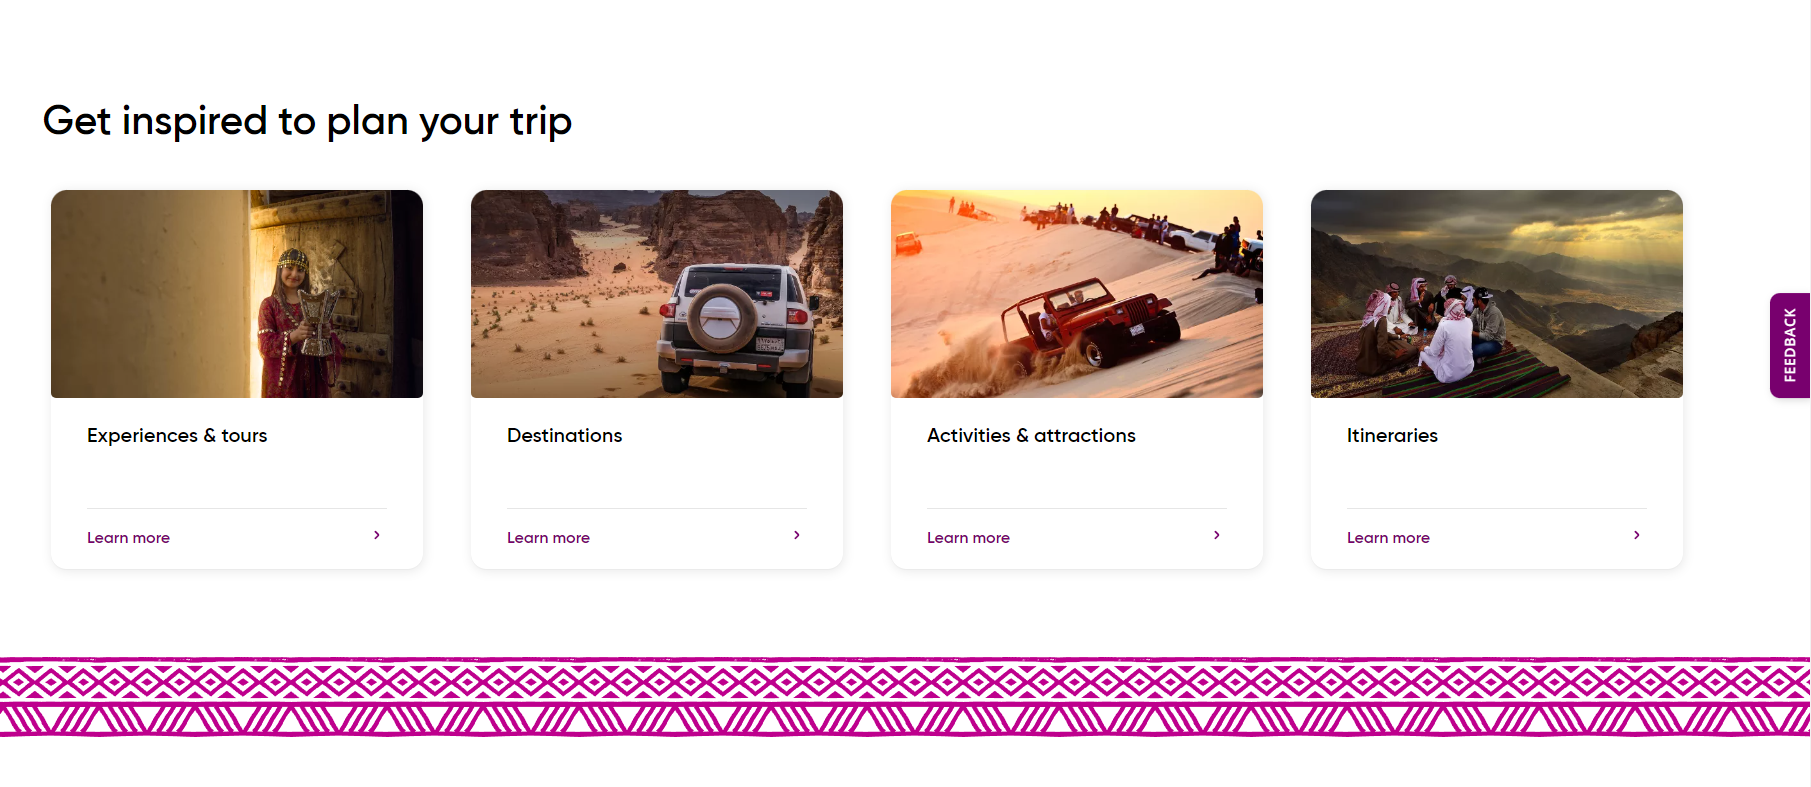 Get inspired to plan your trip
Experiences & tours
Destinations
Activities & attractions
Itineraries
Learn more
Learn more
Learn more
Learn more
FEEDBACK